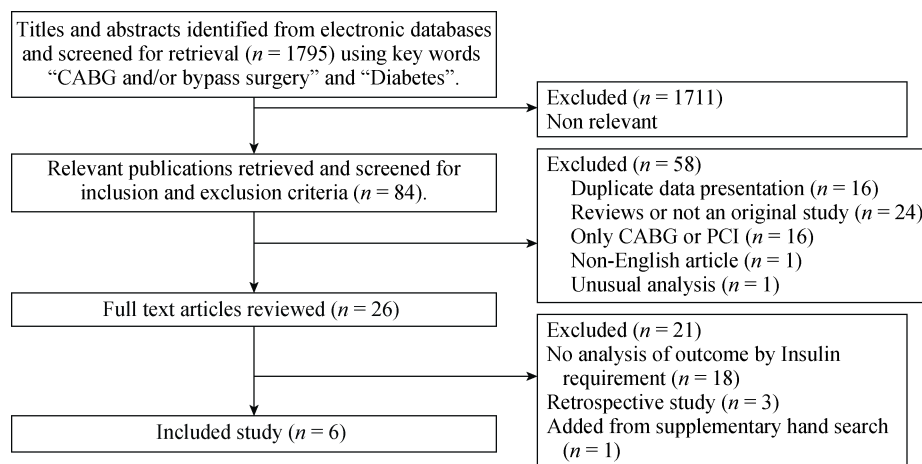 Titles and abstracts identified from electronic databases
and screened for retrieval (n = 1795) using key words
“CABG and/or bypass surgery” and “Diabetes”.
Excluded (n = 1711)
Non relevant
Relevant publications retrieved and screened for
inclusion and exclusion criteria (n = 84).
Excluded (n = 58)
Duplicate data presentation (n = 16)
Reviews or not an original study (n = 24)
Only CABG or PCI (n = 16)
Non-English article (n = 1)
Unusual analysis (n = 1)
Full text articles reviewed (n = 26)
Excluded (n = 21)
No analysis of outcome by Insulin
requirement (n = 18)
Retrospective study (n = 3)
Added from supplementary hand search
(n = 1)
Included study (n = 6)